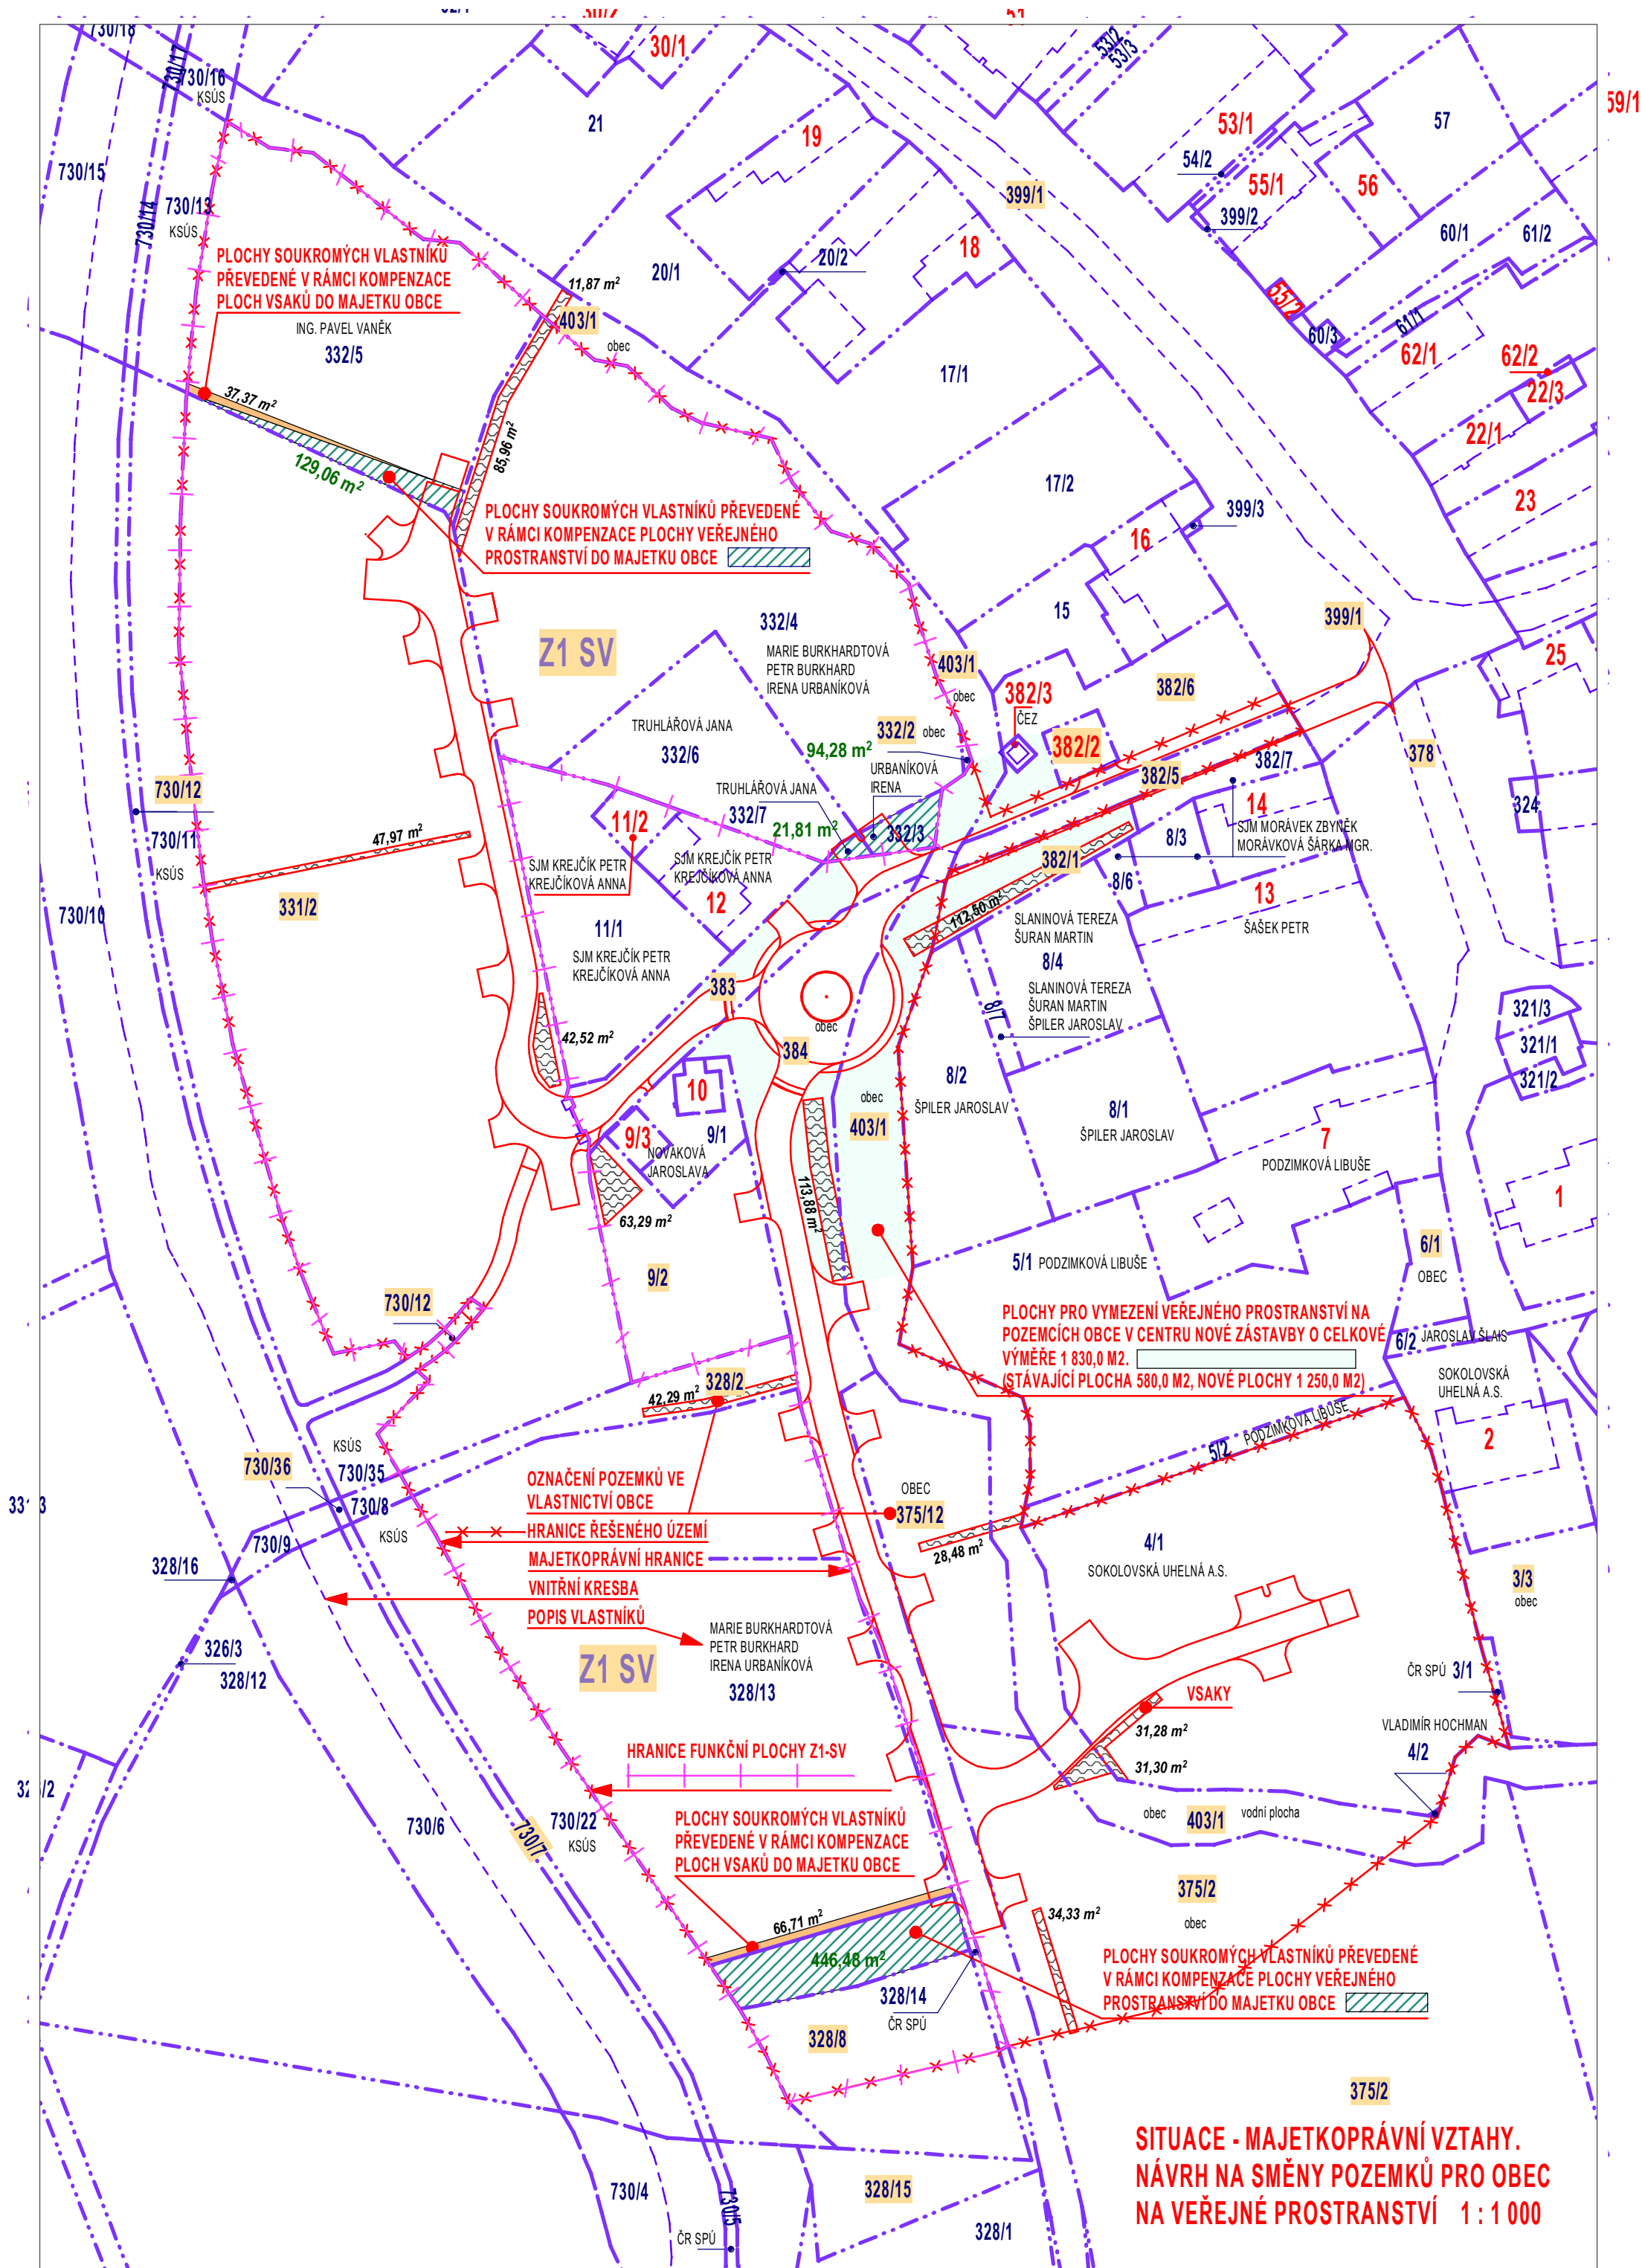 730/18
730/17
730/16
KSÚS
30/1
53/2
53/3
59/1
21
19
53/1
57
54/2
55/1
56
730/15
399/1
399/2
730/13
KSÚS
730/14
60/1
61/2
18
20/2
20/1
PLOCHY SOUKROMÝCH VLASTNÍKŮ
PŘEVEDENÉ V RÁMCI KOMPENZACE
PLOCH VSAKŮ DO MAJETKU OBCE
ING. PAVEL VANĚK
332/5
11,87 m²
403/1
obec
55/2
60/3
61/1
62/1
62/2
22/3
17/1
37,37 m²
129,06 m²
85,96 m²
22/1
23
17/2
399/3
16
PLOCHY SOUKROMÝCH VLASTNÍKŮ PŘEVEDENÉ
V RÁMCI KOMPENZACE PLOCHY VEŘEJNÉHO
PROSTRANSTVÍ DO MAJETKU OBCE
15
399/1
Z1 SV
332/4
MARIE BURKHARDTOVÁ
PETR BURKHARD
IRENA URBANÍKOVÁ
403/1
obec
25
382/6
382/3
ČEZ
TRUHLÁŘOVÁ JANA
332/6
332/2
obec
94,28 m²
382/2
378
382/7
382/5
URBANÍKOVÁ
IRENA
TRUHLÁŘOVÁ JANA
332/7
730/12
14
324
SJM MORÁVEK ZBYNĚK
MORÁVKOVÁ ŠÁRKA MGR.
11/2
21,81 m²
332/3
8/3
47,97 m²
730/11
KSÚS
SJM KREJČÍK PETR
KREJČÍKOVÁ ANNA
SJM KREJČÍK PETR
KREJČÍKOVÁ ANNA
382/1
8/6
13
12
112,50 m²
730/10
331/2
11/1
SJM KREJČÍK PETR
KREJČÍKOVÁ ANNA
SLANINOVÁ TEREZA
ŠURAN MARTIN
8/4
ŠAŠEK PETR
383
SLANINOVÁ TEREZA
ŠURAN MARTIN
ŠPILER JAROSLAV
8/7
321/3
321/1
321/2
obec
42,52 m²
384
10
8/2
ŠPILER JAROSLAV
obec
403/1
8/1
ŠPILER JAROSLAV
9/3
9/1
NOVÁKOVÁ
JAROSLAVA
7
PODZIMKOVÁ LIBUŠE
1
113,88 m²
63,29 m²
6/1
OBEC
5/1 PODZIMKOVÁ LIBUŠE
9/2
730/12
PLOCHY PRO VYMEZENÍ VEŘEJNÉHO PROSTRANSTVÍ NA
POZEMCÍCH OBCE V CENTRU NOVÉ ZÁSTAVBY O CELKOVÉ
VÝMĚŘE 1 830,0 M2.
(STÁVAJÍCÍ PLOCHA 580,0 M2, NOVÉ PLOCHY 1 250,0 M2)
6/2 JAROSLAV ŠLAIS
SOKOLOVSKÁ
UHELNÁ A.S.
328/2
42,29 m²
5/2 PODZIMKOVÁ LIBUŠE
2
KSÚS
730/36
730/35
730/8
KSÚS
OZNAČENÍ POZEMKŮ VE
VLASTNICTVÍ OBCE
OBEC
375/12
HRANICE ŘEŠENÉHO ÚZEMÍ
730/9
28,48 m²
4/1
SOKOLOVSKÁ UHELNÁ A.S.
MAJETKOPRÁVNÍ HRANICE
328/16
VNITŘNÍ KRESBA
3/3
obec
POPIS VLASTNÍKŮ
MARIE BURKHARDTOVÁ
PETR BURKHARD
IRENA URBANÍKOVÁ
328/13
326/3
328/12
Z1 SV
ČR SPÚ 3/1
VSAKY
31,28 m²
VLADIMÍR HOCHMAN
4/2
HRANICE FUNKČNÍ PLOCHY Z1-SV
31,30 m²
obec
403/1
vodní plocha
730/6
730/7
730/22
KSÚS
PLOCHY SOUKROMÝCH VLASTNÍKŮ
PŘEVEDENÉ V RÁMCI KOMPENZACE
PLOCH VSAKŮ DO MAJETKU OBCE
375/2
obec
66,71 m²
34,33 m²
446,48 m²
PLOCHY SOUKROMÝCH VLASTNÍKŮ PŘEVEDENÉ
V RÁMCI KOMPENZACE PLOCHY VEŘEJNÉHO
PROSTRANSTVÍ DO MAJETKU OBCE
328/14
ČR SPÚ
328/8
375/2
SITUACE - MAJETKOPRÁVNÍ VZTAHY.
NÁVRH NA SMĚNY POZEMKŮ PRO OBEC
NA VEŘEJNÉ PROSTRANSTVÍ 1 : 1 000
730/4
730/5
328/15
328/1
ČR SPÚ